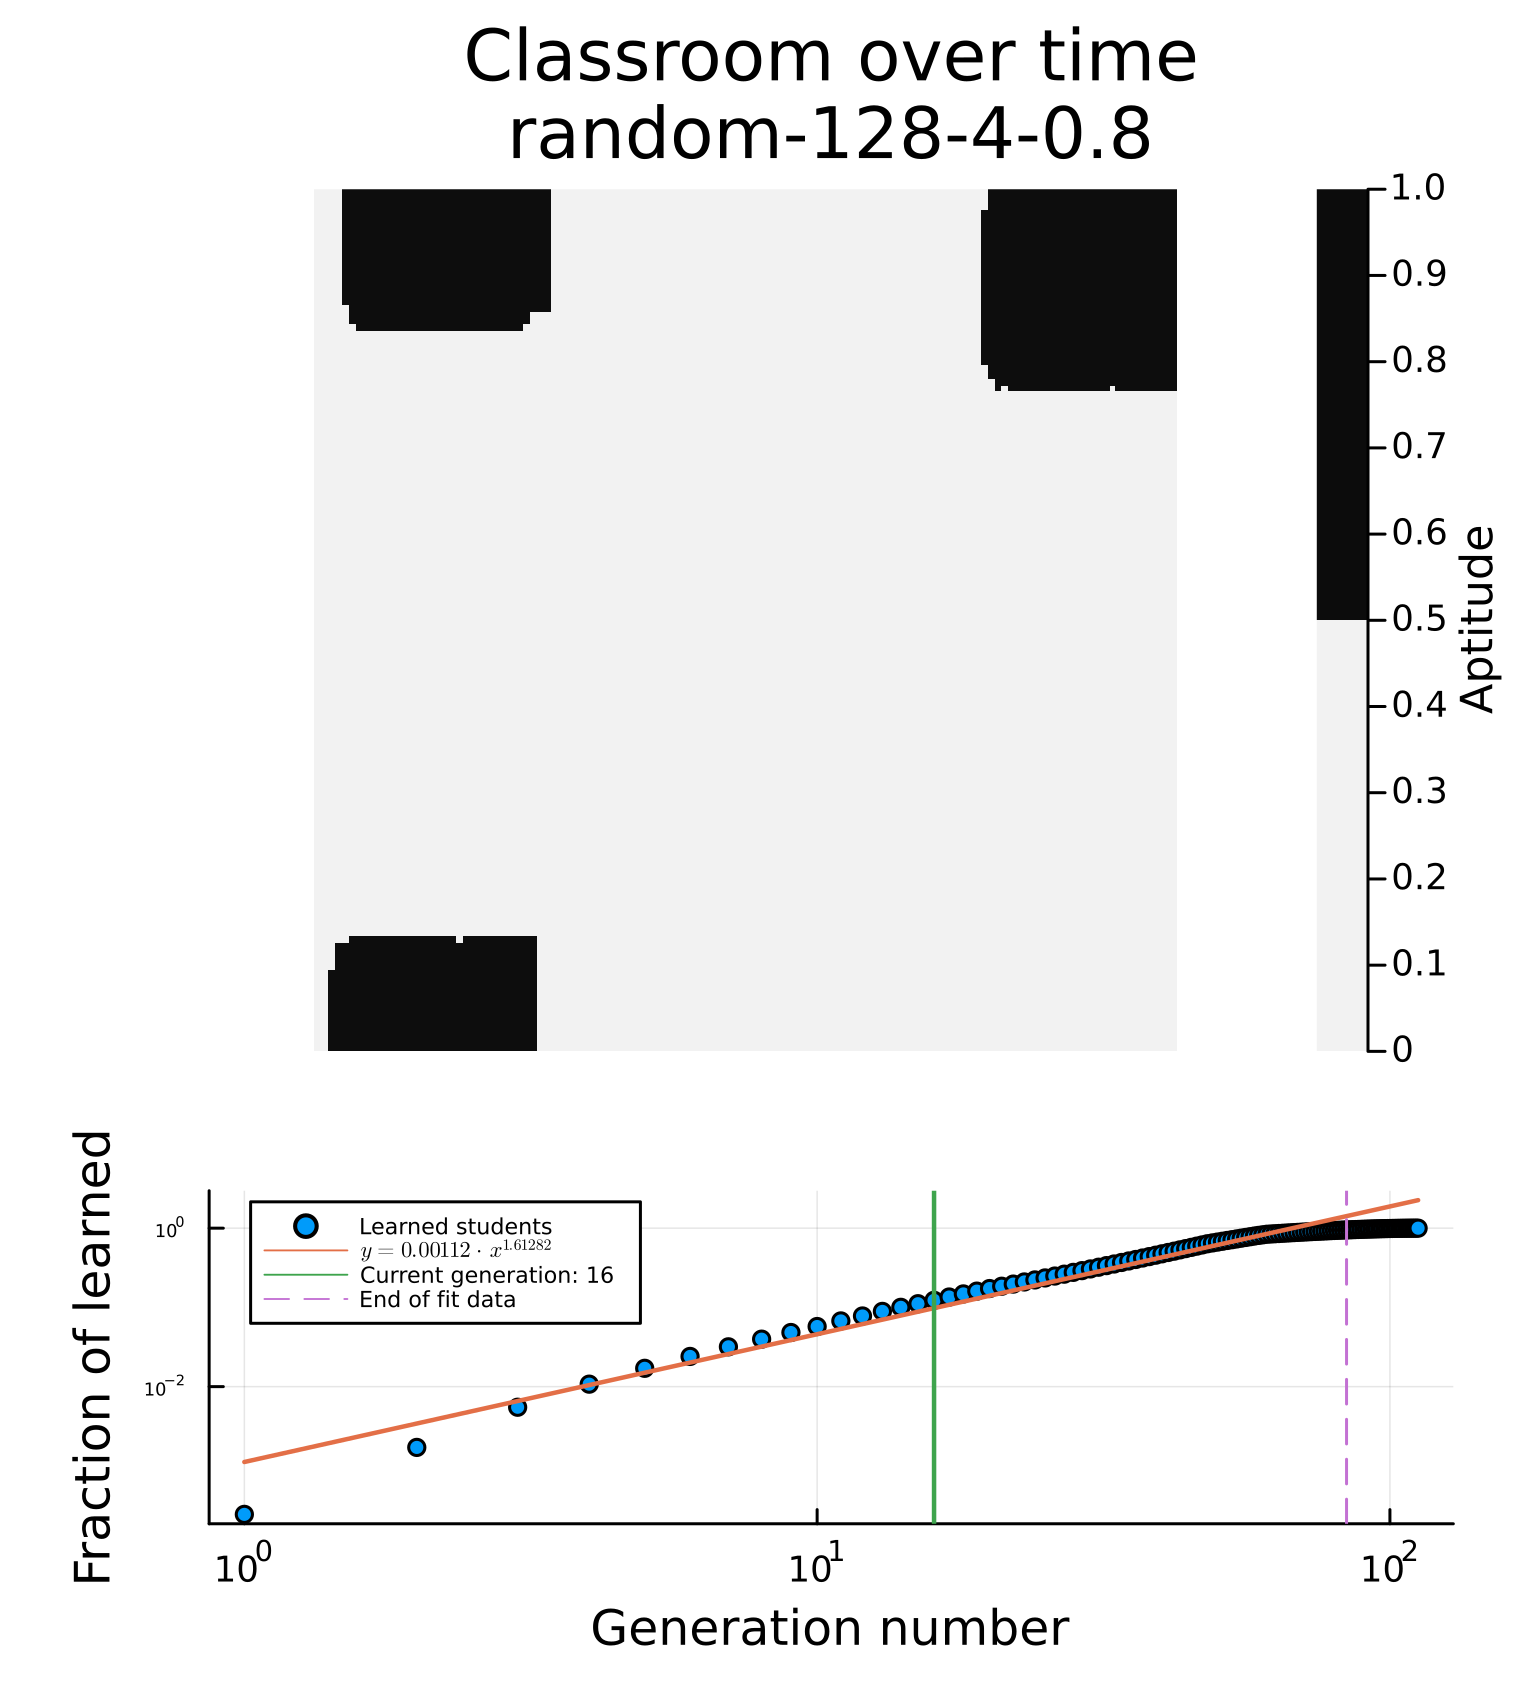 Classroom over time
random-128-4-0.8
1.0
0.9
0.8
0.7
0.6
0.5
0.4
0.3
0.2
0.1
0
Aptitude
Fraction of learned
10^0
10^−2
Learned students
y = 0.00112 · x^1.61282
Current generation: 16
End of fit data
10^0
10^1
10^2
Generation number